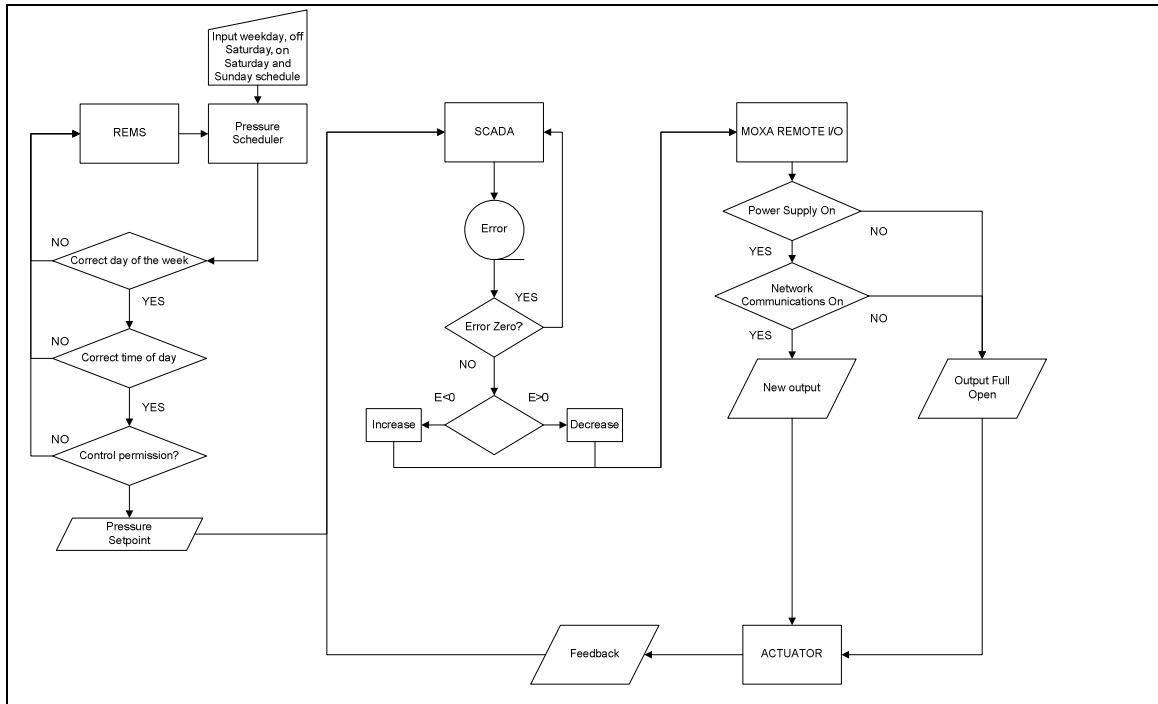 Input weekday, off
Saturday, on
Saturday and
Sunday schedule
REMS
Pressure
Scheduler
NO
Correct day of the week
YES
NO
Correct time of day
YES
NO
Control permission?
Pressure
Setpoint
SCADA
Error
YES
Error Zero?
NO
E<0
E>0
Increase
Decrease
MOXA REMOTE I/O
Power Supply On
NO
YES
Network
Communications On
NO
YES
New output
Output Full
Open
Feedback
ACTUATOR